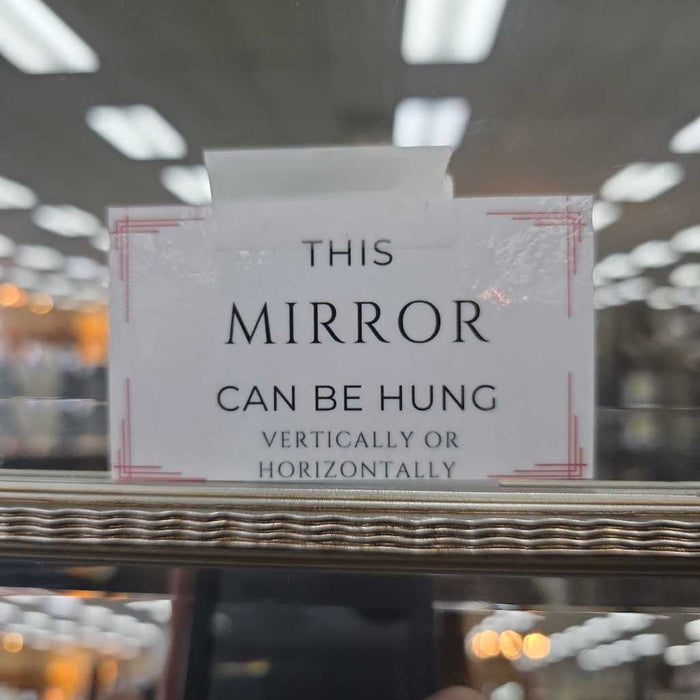 THIS
MIRROR
CAN BE HUNG
VERTICALLY OR
HORIZONTALLY